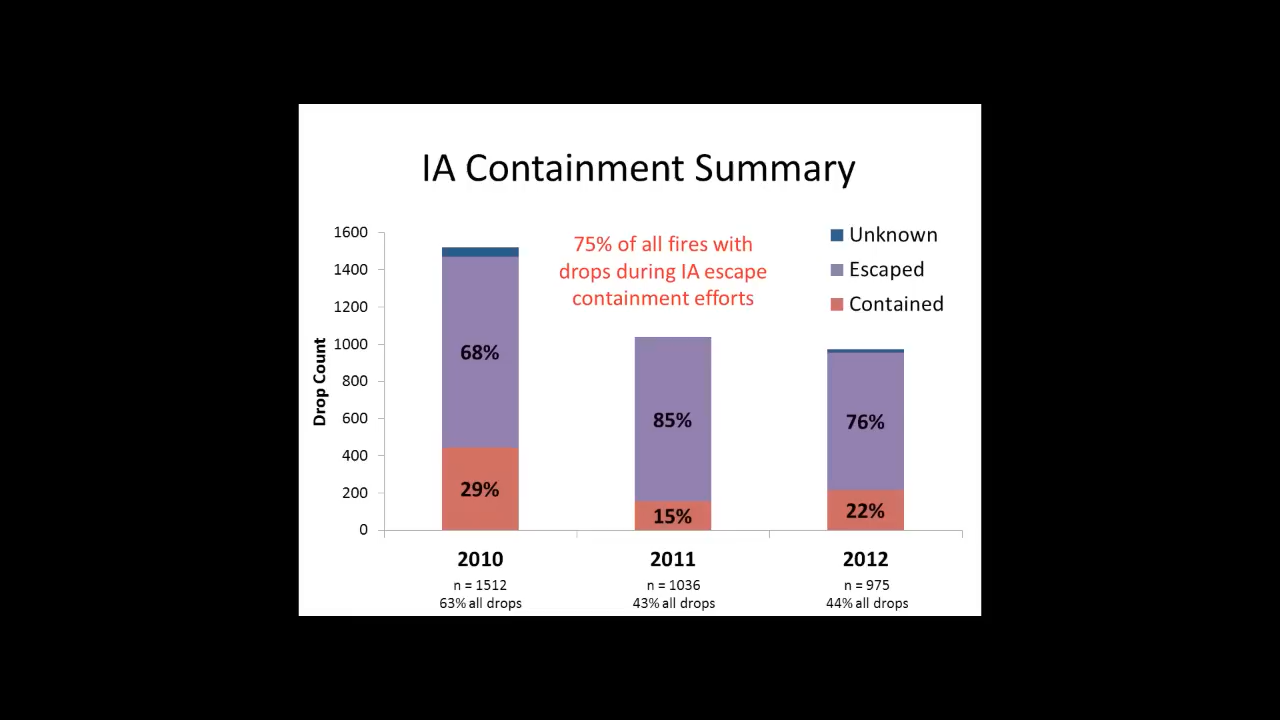 IA Containment Summary
75% of all fires with
drops during IA escape
containment efforts
Unknown
Escaped
Contained
Drop Count
1600
1400
1200
1000
800
600
400
200
0
68%
29%
85%
15%
76%
22%
2010
n = 1512
63% all drops
2011
n = 1036
43% all drops
2012
n = 975
44% all drops